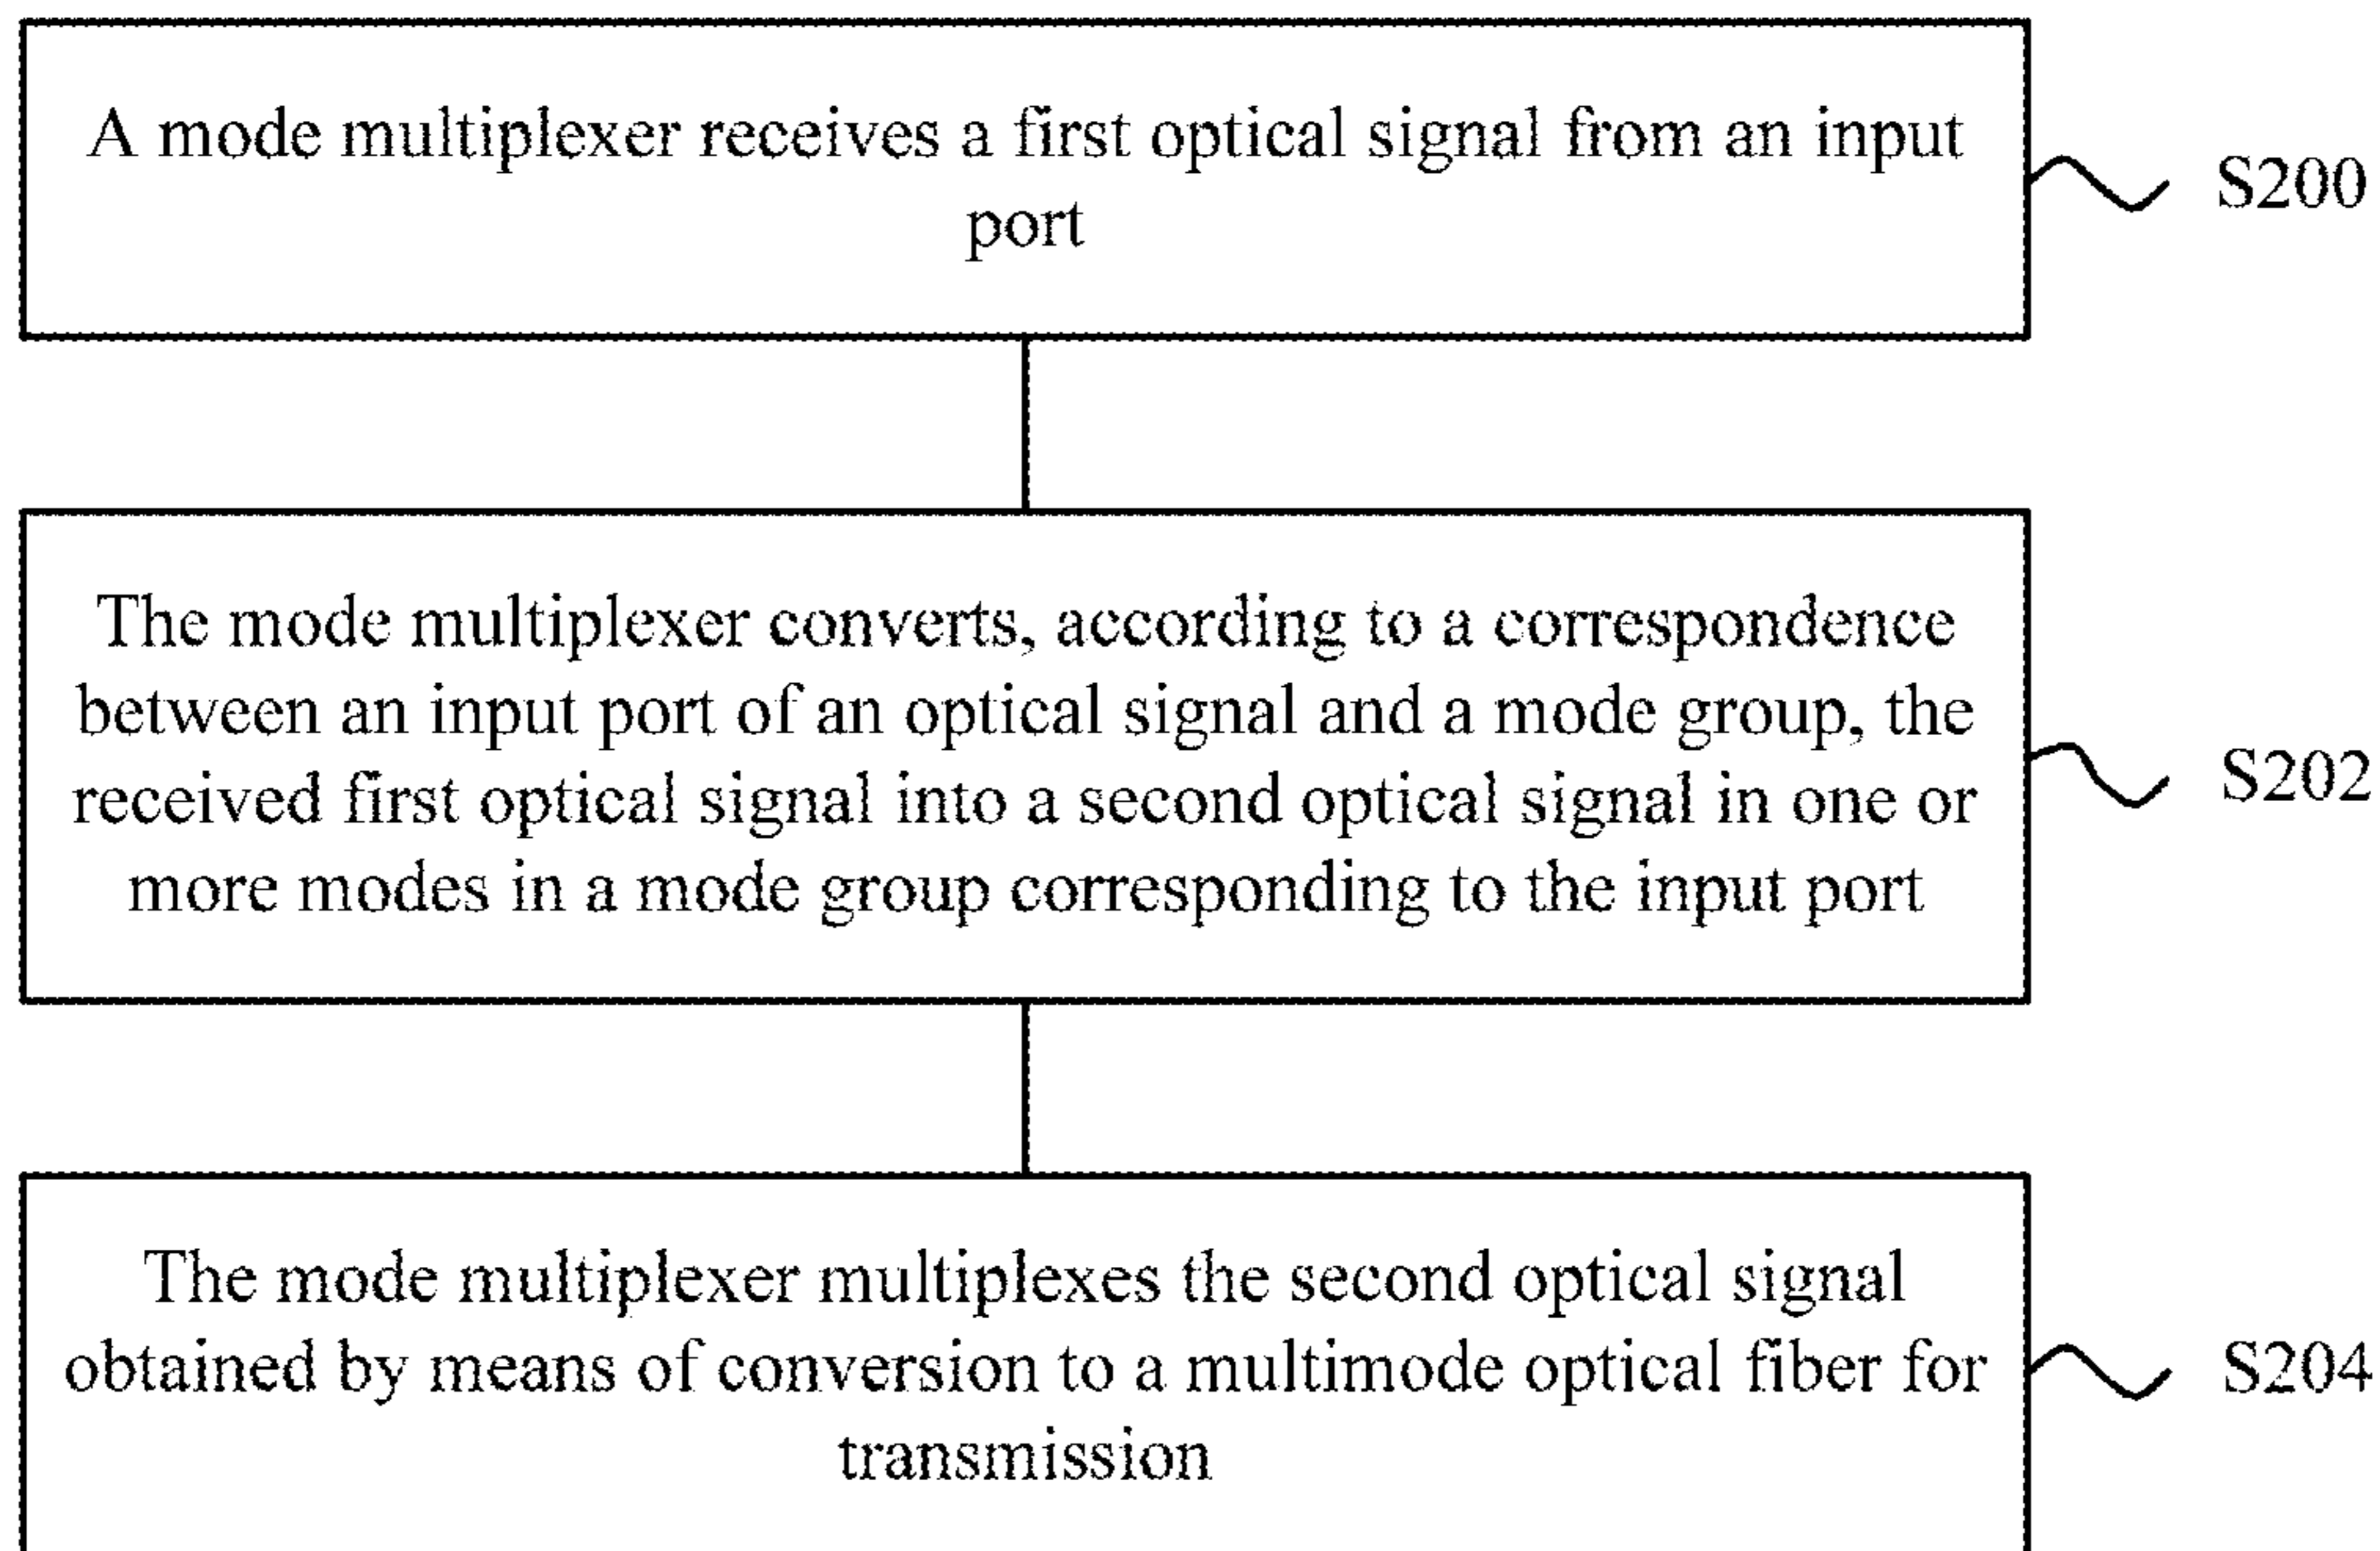 A mode multiplexer receives a first optical signal from an input
port
S200
The mode multiplexer converts, according to a correspondence
between an input port of an optical signal and a mode group, the
received first optical signal into a second optical signal in one or
more modes in a mode group corresponding to the input port
S202
The mode multiplexer multiplexes the second optical signal
obtained by means of conversion to a multimode optical fiber for
transmission
S204